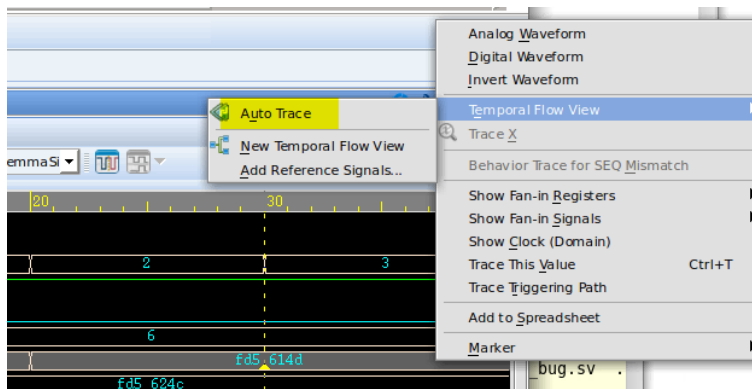 Analog Waveform
Digital Waveform
Invert Waveform
Temporal Flow View
Trace X
Behavior Trace for SEQ Mismatch
Show Fan-in Registers
Show Fan-in Signals
Show Clock (Domain)
Trace This Value Ctrl+T
Trace Triggering Path
Add to Spreadsheet
Marker
Auto Trace
New Temporal Flow View
Add Reference Signals...
emmaSi
20 30
2 3
6
fd5_614d
fd5_624c
_bug.sv .